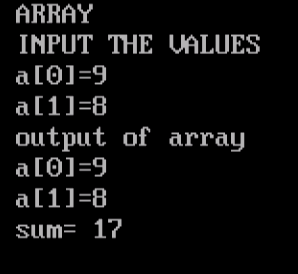 ARRAY
INPUT THE VALUES
a[0]=9
a[1]=8
output of array
a[0]=9
a[1]=8
sum= 17